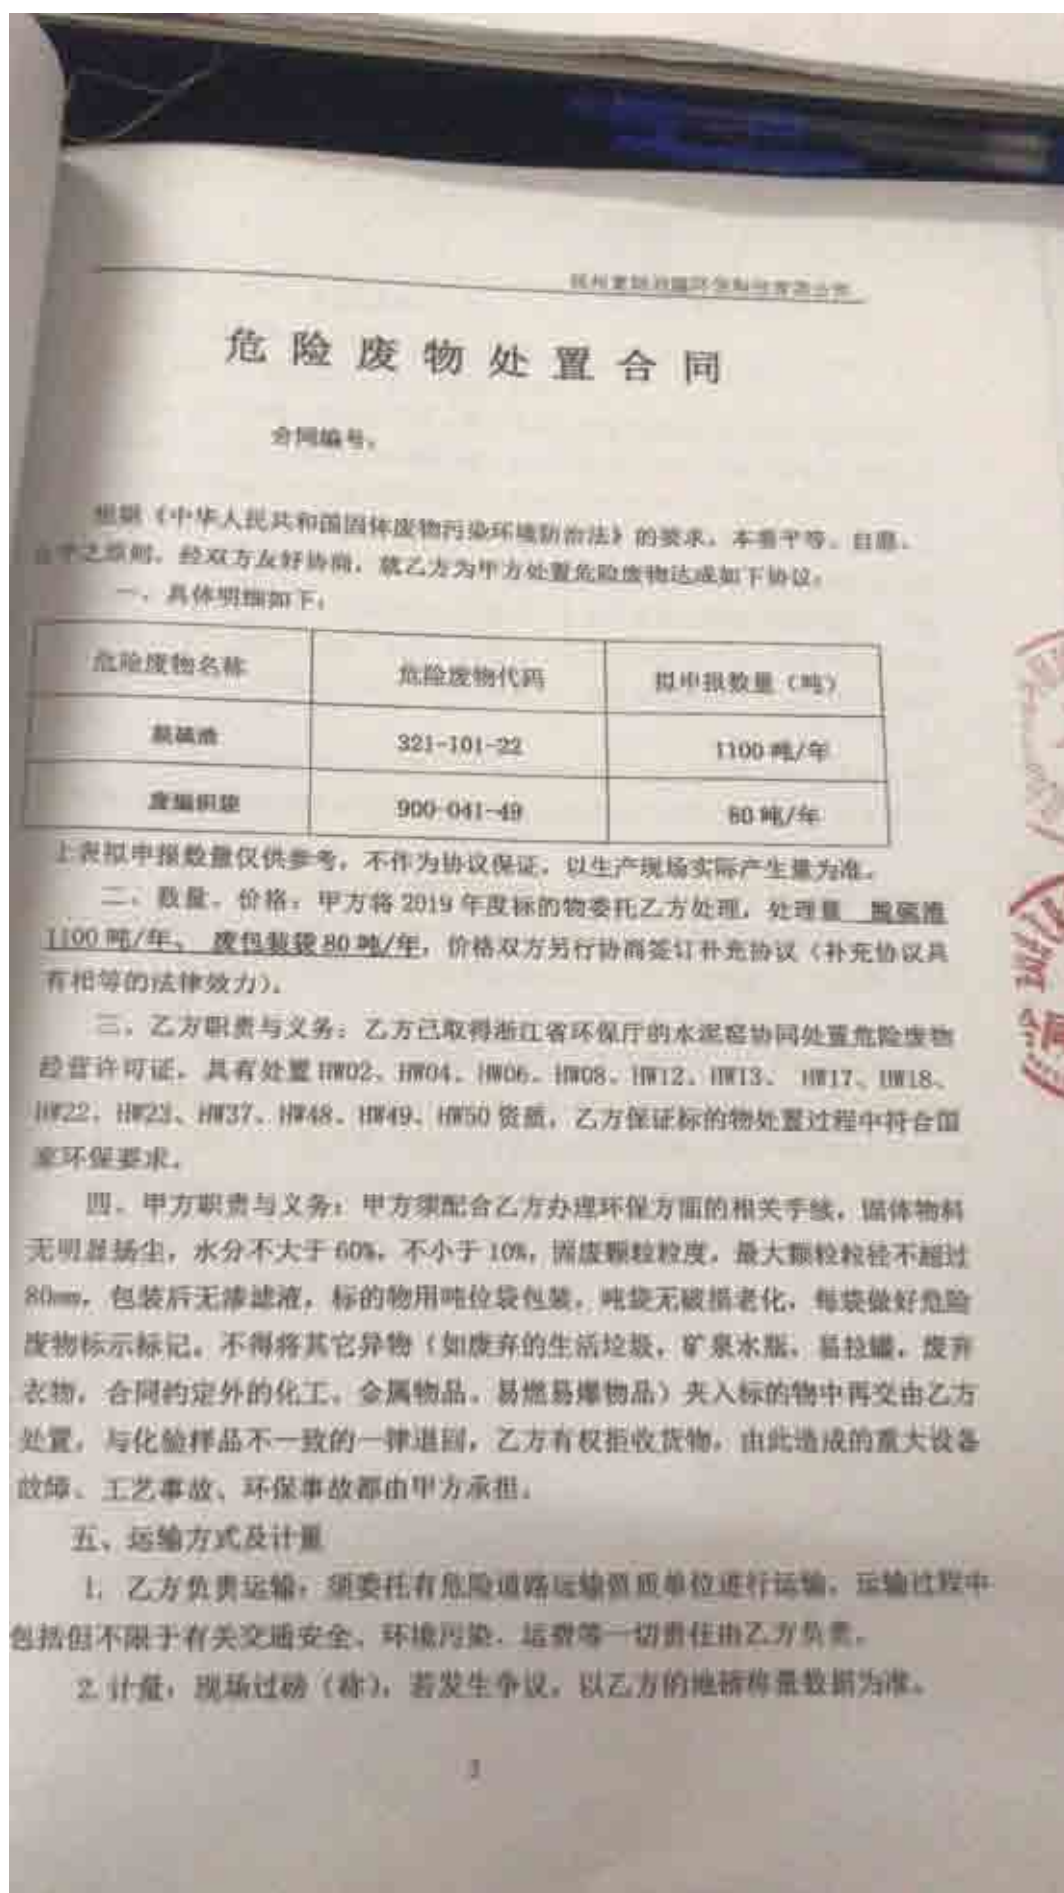 危险废物处置合同
合同编号:
根据《中华人民共和国固体废物污染环境防治法》的要求,本着平等、自愿、
之原则,经双方友好协商,就乙方为甲方处置危险废物达成如下协议:
一、具体明细如下:
危险废物名称 危险废物代码 拟申报数量(吨)
321-101-22 1100 吨/年
废编织袋 900-041-49 80 吨/年
上表拟申报数量仅供参考,不作为协议保证,以生产现场实际产生量为准。
二、数量、价格:甲方将 2019 年度标的物委托乙方处理,处理量 脱硫渣
1100 吨/年、 废包装袋 80 吨/年,价格双方另行协商签订补充协议(补充协议具
有相等的法律效力)。
三、乙方职责与义务:乙方已取得浙江省环保厅的水泥窑协同处置危险废物
经营许可证,具有处置 HW02、HW04、HW06、HW08、HW12、HW13、 HW17、HW18、
HW22、HW23、HW37、HW48、HW49、HW50 资质,乙方保证标的物处置过程中符合国
家环保要求。
四、甲方职责与义务:甲方须配合乙方办理环保方面的相关手续,固体物料
无明显扬尘,水分不大于 60%,不小于 10%,固废颗粒粒度,最大颗粒粒径不超过
80mm,包装后无渗滤液,标的物用吨位袋包装,吨袋无破损老化,每袋做好危险
废物标示标记。不得将其它异物(如废弃的生活垃圾,矿泉水瓶、易拉罐、废弃
衣物,合同约定外的化工、金属物品、易燃易爆物品)夹入标的物中再交由乙方
处置,与化验样品不一致的一律退回,乙方有权拒收货物,由此造成的重大设备
故障、工艺事故、环保事故都由甲方承担。
五、运输方式及计量
1. 乙方负责运输,须委托有危险道路运输资质单位进行运输,运输过程中
包括但不限于有关交通安全、环境污染、运费等一切责任由乙方负责。
2. 计量:现场过磅(称),若发生争议,以乙方的地磅称量数据为准。